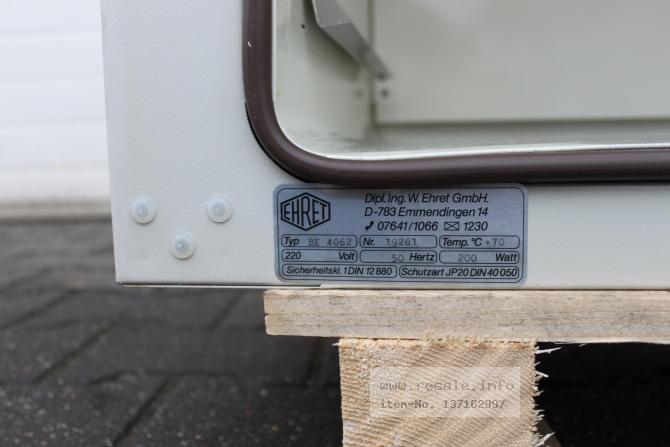 EHRET
Dipl. Ing. W. Ehret GmbH.
D-783 Emmendingen 14
07641/1066 1230
Typ BK 4062 Nr. 19261 Temp. °C +70
220 Volt 50 Hertz 200 Watt
Sicherheitskl. 1 DIN 12 880 Schutzart JP20 DIN 40 050
www.resale.info
item-No. 137162997